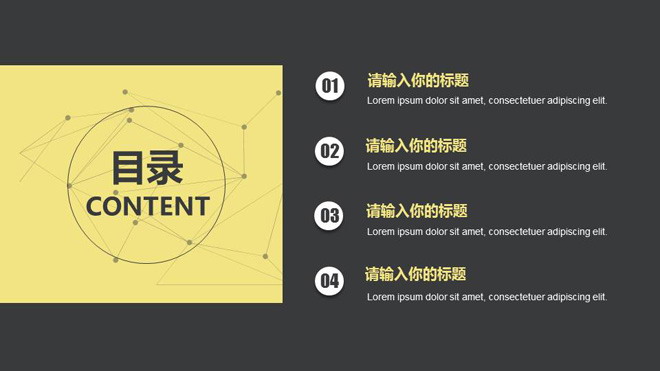 目录
CONTENT
01
请输入你的标题
Lorem ipsum dolor sit amet, consectetuer adipiscing elit.
02
请输入你的标题
Lorem ipsum dolor sit amet, consectetuer adipiscing elit.
03
请输入你的标题
Lorem ipsum dolor sit amet, consectetuer adipiscing elit.
04
请输入你的标题
Lorem ipsum dolor sit amet, consectetuer adipiscing elit.